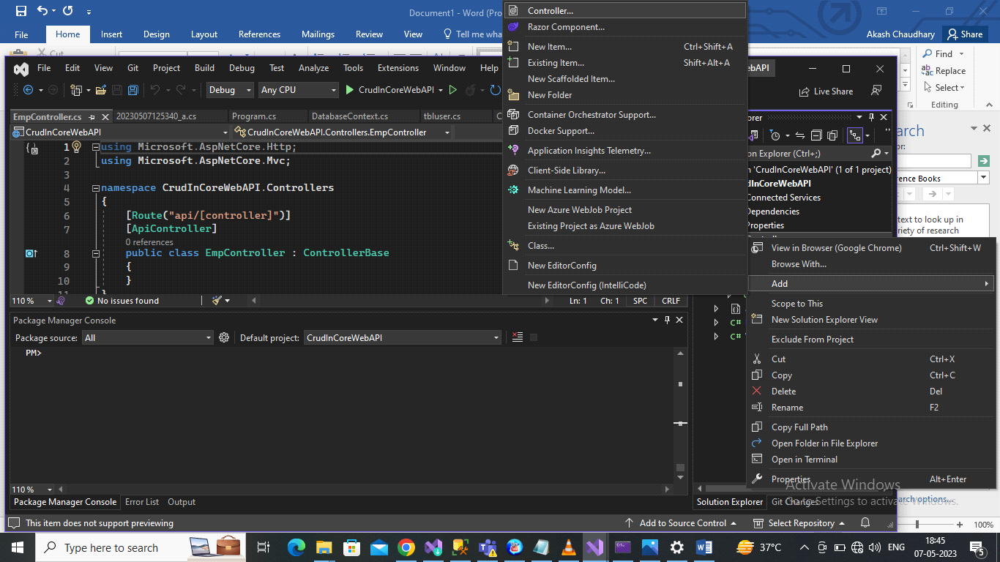 Document1 - Word (Pro
Akash Chaudhary
Share
File
Home
Insert
Design
Layout
References
Mailings
Review
View
Tell me wha
Cut
Find
Replace
Select
Editing
File
Edit
View
Git
Project
Build
Debug
Test
Analyze
Tools
Extensions
Window
Help
Debug
Any CPU
CrudInCoreWebAPI
Live Share
EmpController.cs
20230507125340_a.cs
Program.cs
DatabaseContext.cs
tbluser.cs
CrudInCoreWebAPI
CrudInCoreWebAPI.Controllers.EmpController
1 using Microsoft.AspNetCore.Http;
2 using Microsoft.AspNetCore.Mvc;
3
4 namespace CrudInCoreWebAPI.Controllers
5 {
6 [Route("api/[controller]")]
7 [ApiController]
0 references
8 public class EmpController : ControllerBase
9 {
10 }
110 %
No issues found
Ln: 1
Ch: 1
SPC
CRLF
Package Manager Console
Package source:
All
Default project:
CrudInCoreWebAPI
PM>
110 %
Package Manager Console
Error List
Output
This item does not support previewing
Add to Source Control
Select Repository
Controller...
Razor Component...
New Item...
Ctrl+Shift+A
Existing Item...
Shift+Alt+A
New Scaffolded Item...
New Folder
Container Orchestrator Support...
Docker Support...
Application Insights Telemetry...
Client-Side Library...
Machine Learning Model...
New Azure WebJob Project
Existing Project as Azure WebJob
Class...
New EditorConfig
New EditorConfig (IntelliCode)
ebAPI
orer
on Explorer (Ctrl+;)
n 'CrudInCoreWebAPI' (1 of 1 project)
dInCoreWebAPI
Connected Services
Dependencies
Properties
arch
or:
rence Books
text to look up in
riety of research
View in Browser (Google Chrome)
Ctrl+Shift+W
Browse With...
Add
Scope to This
New Solution Explorer View
Exclude From Project
Cut
Ctrl+X
Copy
Ctrl+C
Delete
Del
Rename
F2
Copy Full Path
Open Folder in File Explorer
Open in Terminal
Properties
Alt+Enter
C#
C#
Activate Windows
Go to Settings to activate Windows.
Solution Explorer
Git Changes
arch options...
100%
Type here to search
37°C
ENG
18:45
07-05-2023
5